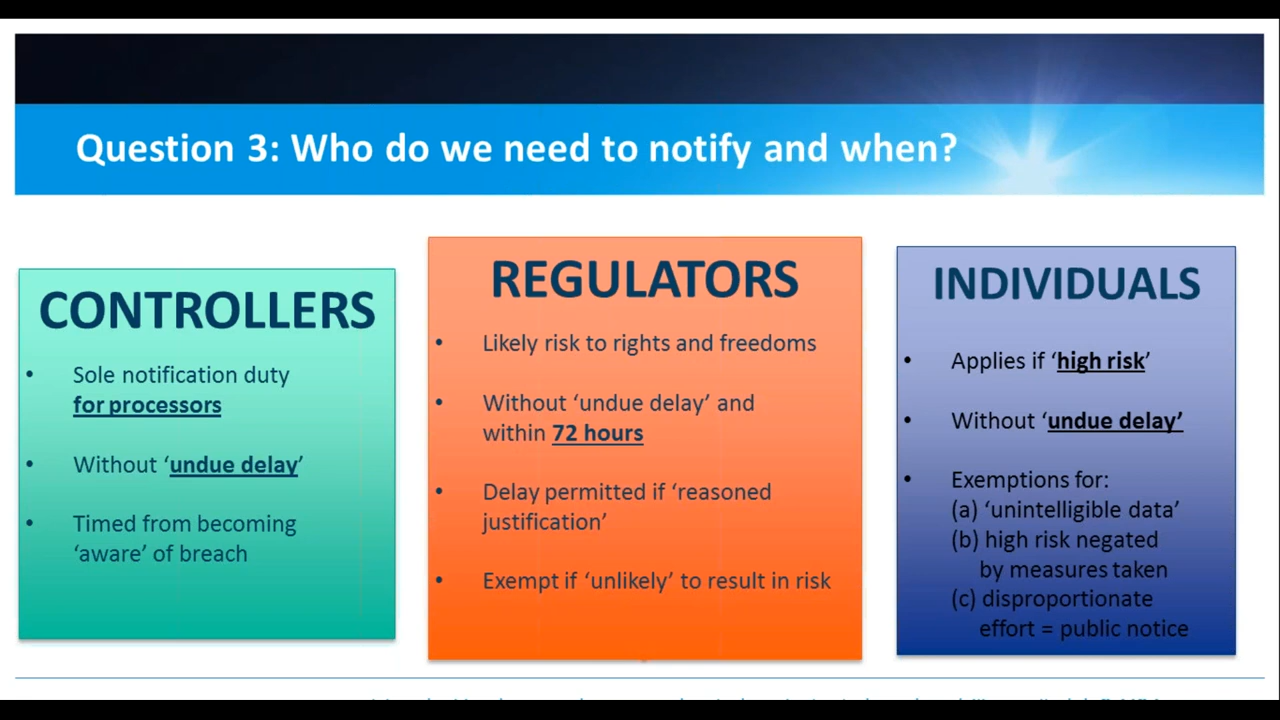 Question 3: Who do we need to notify and when?
CONTROLLERS
• Sole notification duty
for processors
• Without ‘undue delay’
• Timed from becoming
‘aware’ of breach
REGULATORS
• Likely risk to rights and freedoms
• Without ‘undue delay’ and
within 72 hours
• Delay permitted if ‘reasoned
justification’
• Exempt if ‘unlikely’ to result in risk
INDIVIDUALS
• Applies if ‘high risk’
• Without ‘undue delay’
• Exemptions for:
(a) ‘unintelligible data’
(b) high risk negated
by measures taken
(c) disproportionate
effort = public notice